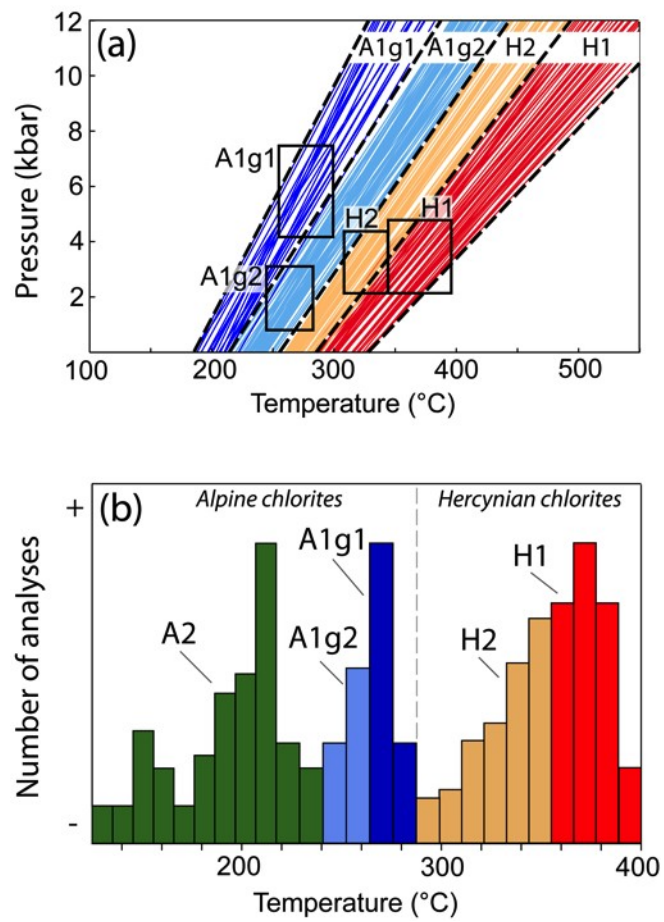 (a)
A1g1 A1g2 H2 H1
12
10
8
6
4
2
Pressure (kbar)
A1g1
A1g2
H2
H1
100 200 300 400 500
Temperature (°C)
(b)
Alpine chlorites
Hercynian chlorites
+
-
Number of analyses
A2
A1g2
A1g1
H2
H1
200 300 400
Temperature (°C)